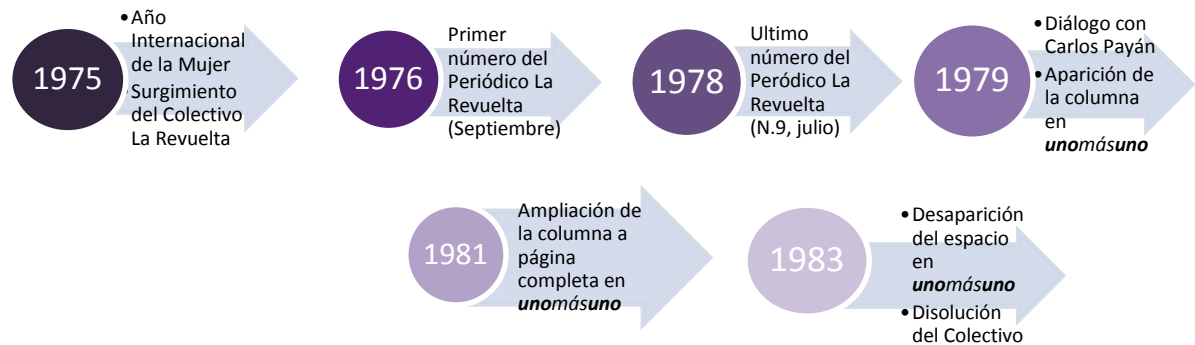 1975
•Año
Internacional
de la Mujer
•Surgimiento
del Colectivo
La Revuelta
1976
Primer
número del
Periódico La
Revuelta
(Septiembre)
1978
Ultimo
número del
Peródico La
Revuelta
(N.9, julio)
1979
•Diálogo con
Carlos Payán
•Aparición de
la columna
en
unomásuno
1981
Ampliación de
la columna a
página
completa en
unomásuno
1983
•Desaparición
del espacio
en
unomásuno
•Disolución
del Colectivo